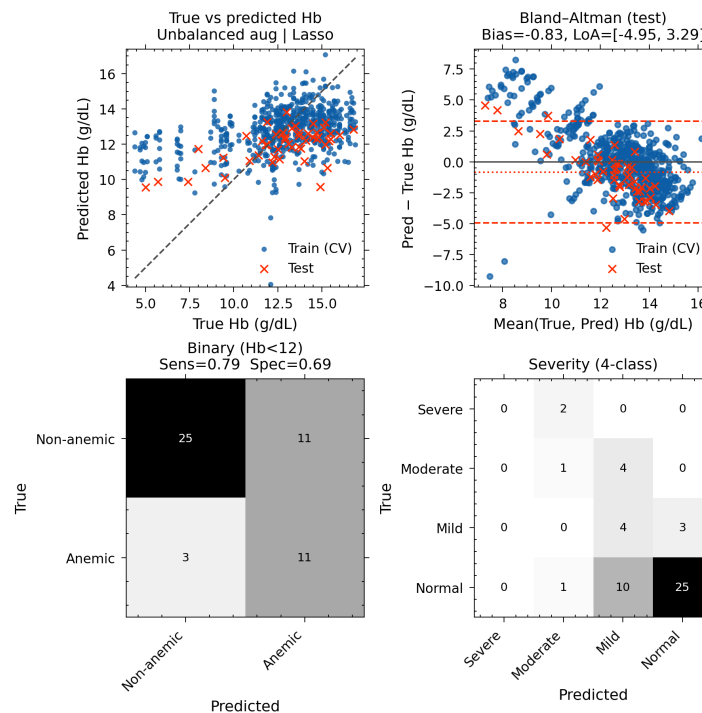 True vs predicted Hb
Unbalanced aug | Lasso
Predicted Hb (g/dL)
16
14
12
10
8
6
4
5.0 7.5 10.0 12.5 15.0
True Hb (g/dL)
Train (CV)
Test
Bland–Altman (test)
Bias=-0.83, LoA=[-4.95, 3.29]
Pred − True Hb (g/dL)
7.5
5.0
2.5
0.0
−2.5
−5.0
−7.5
−10.0
8 10 12 14 16
Mean(True, Pred) Hb (g/dL)
Train (CV)
Test
Binary (Hb<12)
Sens=0.79 Spec=0.69
True
Non-anemic 25 11
Anemic 3 11
Non-anemic Anemic
Predicted
Severity (4-class)
True
Severe 0 2 0 0
Moderate 0 1 4 0
Mild 0 0 4 3
Normal 0 1 10 25
Severe Moderate Mild Normal
Predicted